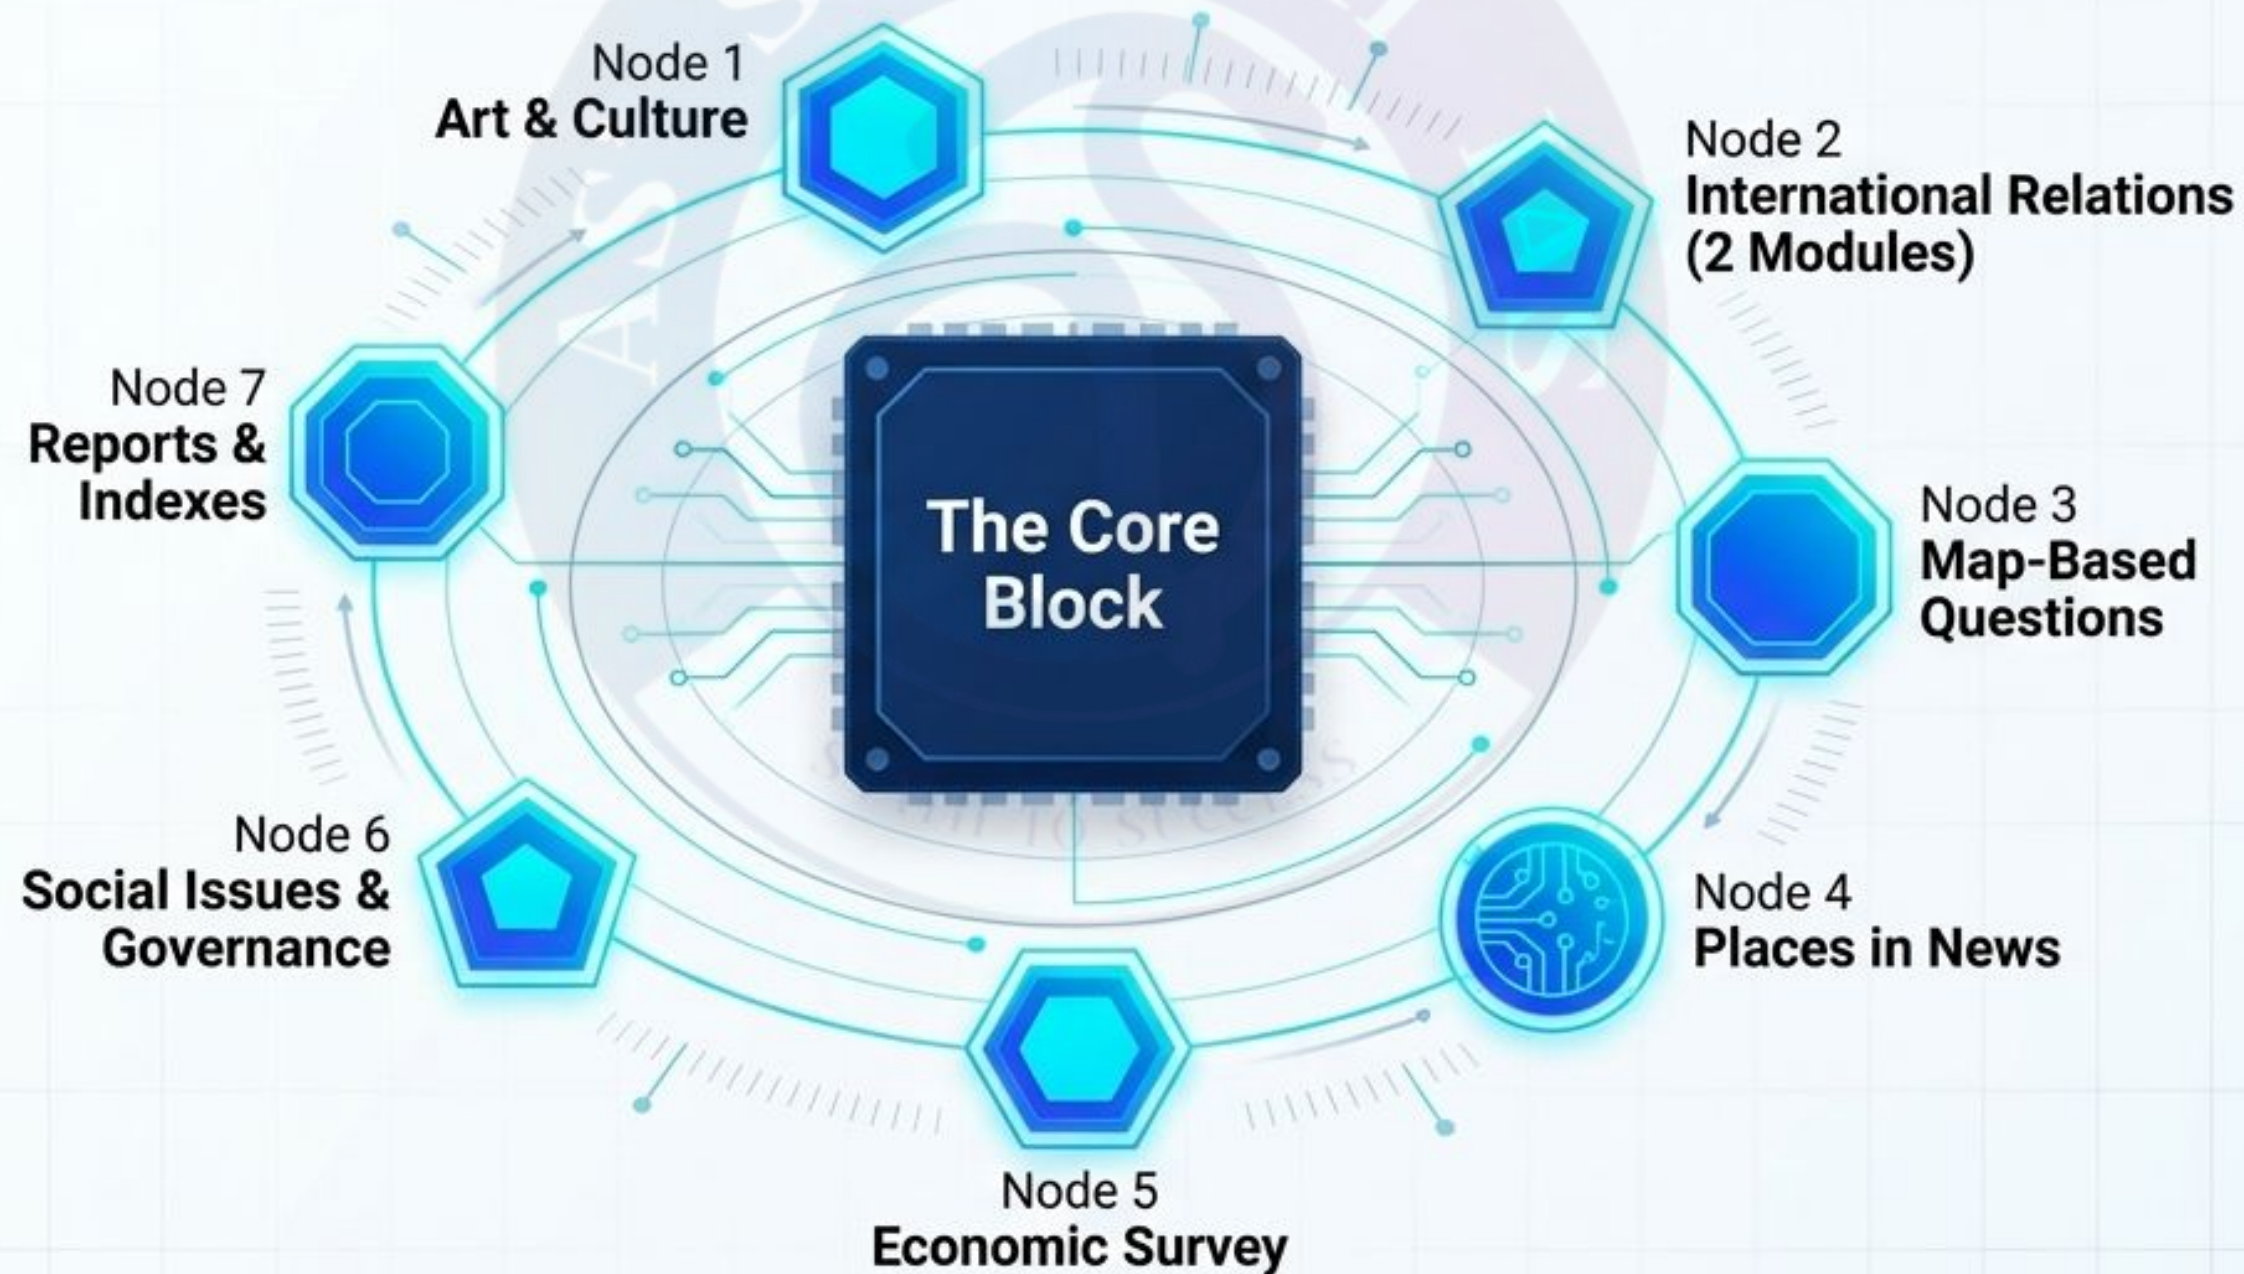 Node 1
Art & Culture
Node 2
International Relations
(2 Modules)
Node 7
Reports &
Indexes
The Core
Block
Node 3
Map-Based
Questions
Node 6
Social Issues &
Governance
Node 4
Places in News
Node 5
Economic Survey